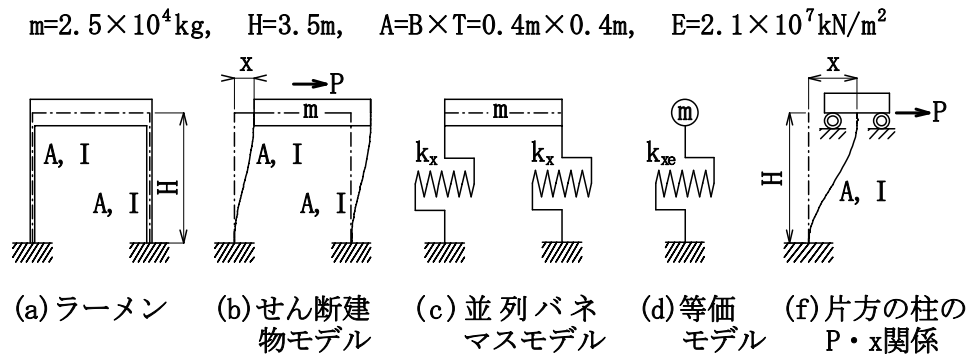 m=2.5×10⁴kg,　H=3.5m,　A=B×T=0.4m×0.4m,　E=2.1×10⁷kN/m²
x
P
m
A, I
A, I
H
A, I
A, I
m
kₓ
kₓ
m
kₓₑ
x
P
H
A, I
(a)ラーメン
(b)せん断建物モデル
(c)並列バネマスモデル
(d)等価モデル
(f)片方の柱のP・x関係